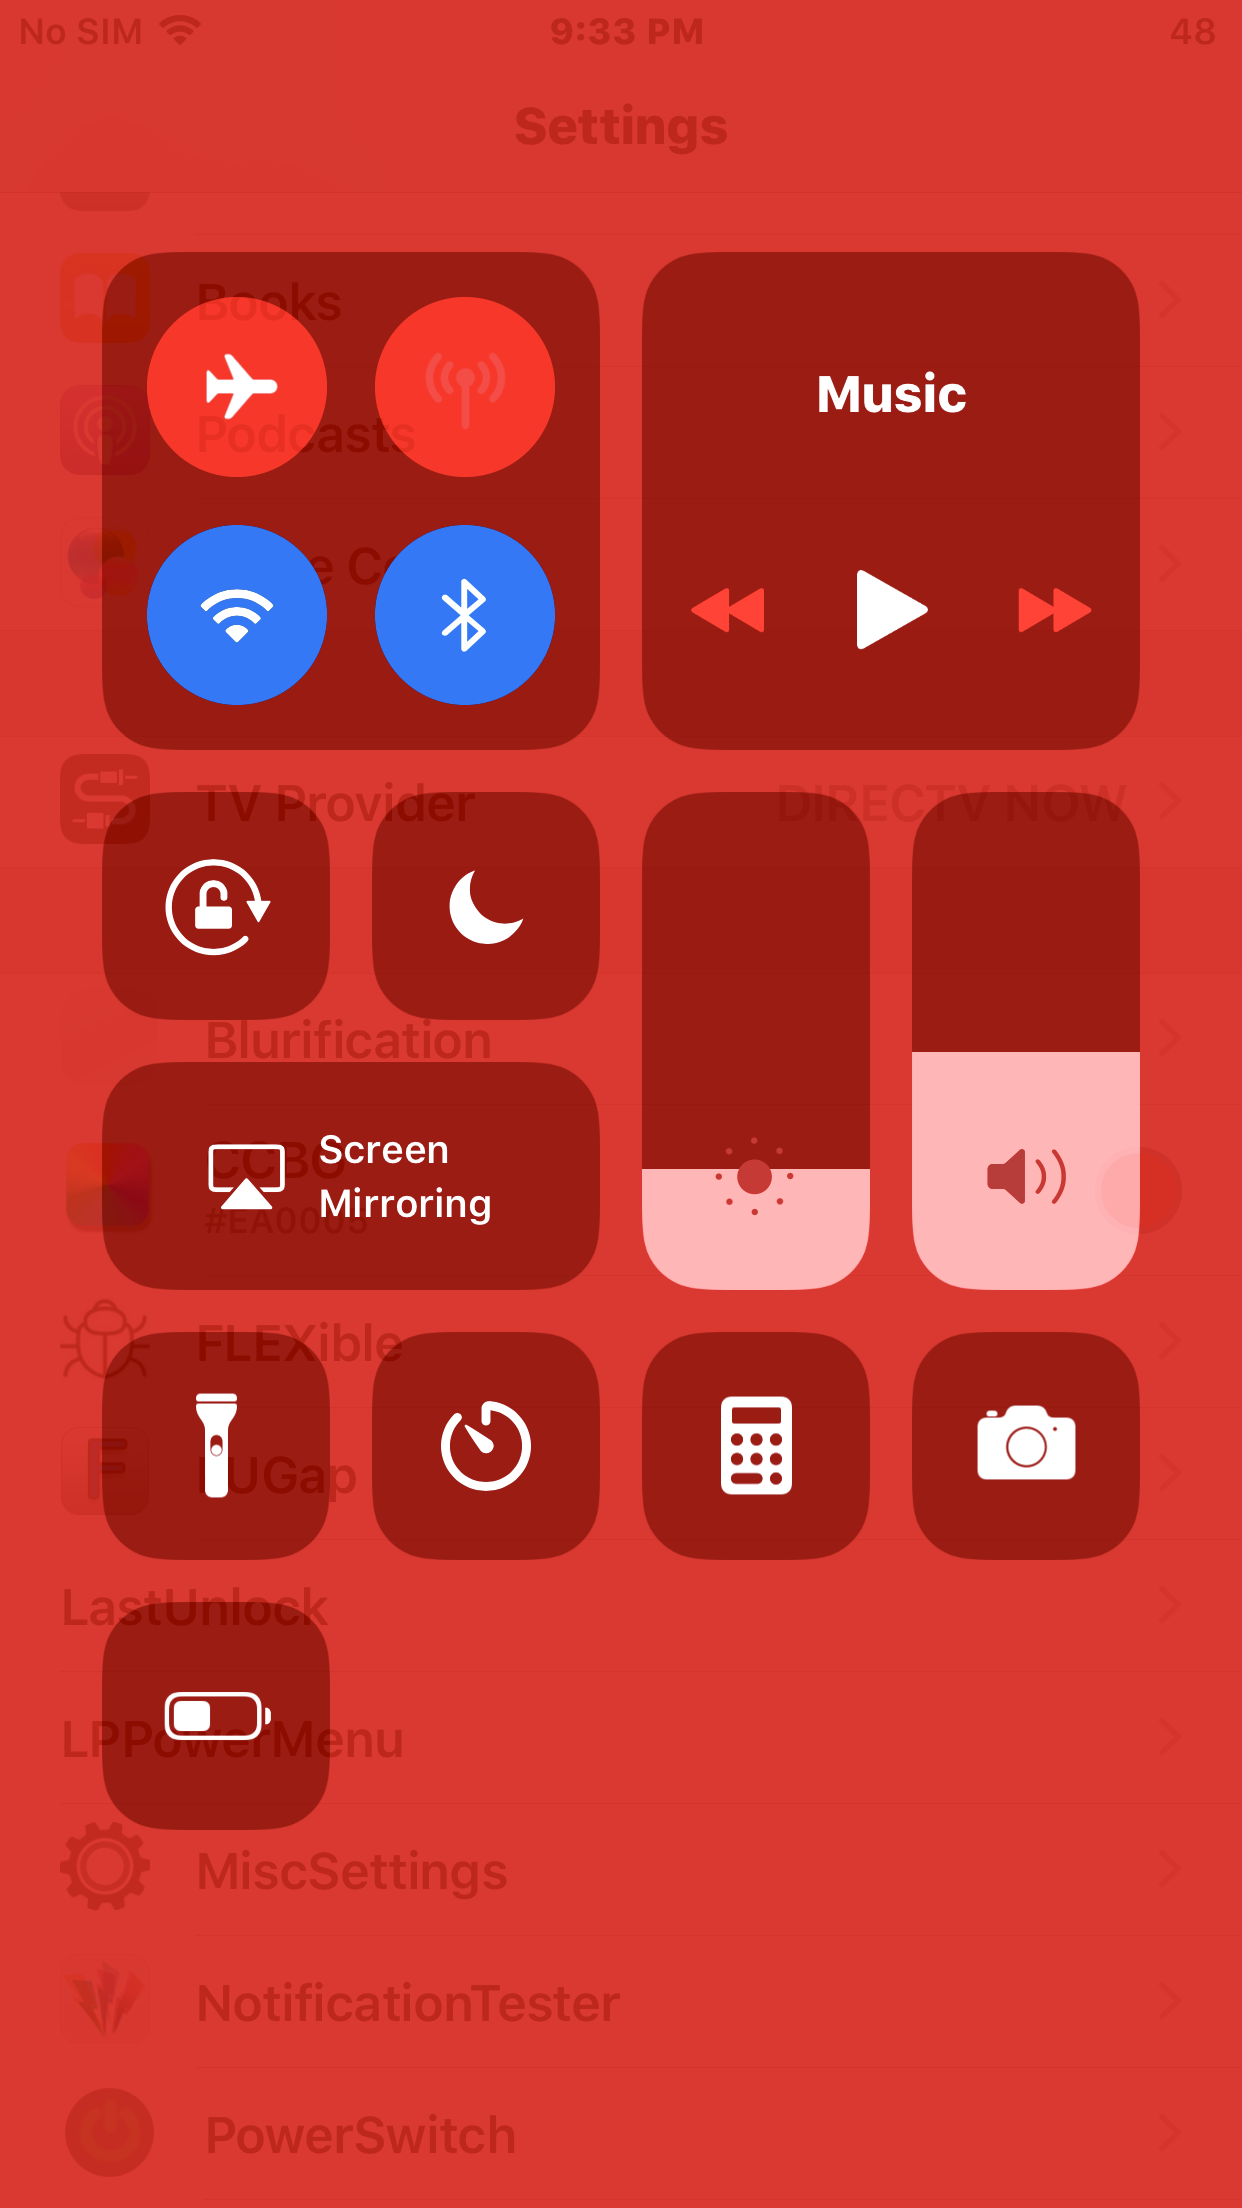 No SIM 9:33 PM 48
Settings
Books
Music
Podcasts
TV Provider DIRECTV NOW
Blurification
Screen
Mirroring
CCBG
#EA0005
FLEXible
LastUnlock
LPPowerMenu
MiscSettings
NotificationTester
PowerSwitch